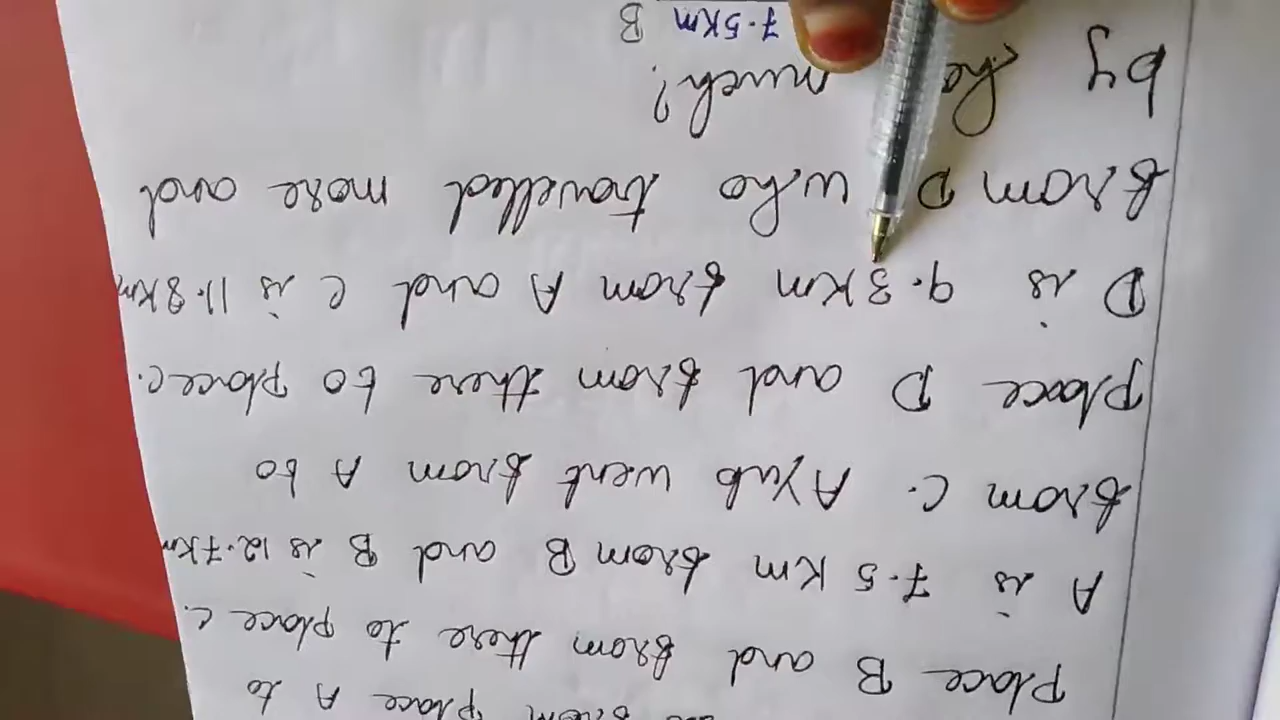 from place A to
place B and from there to place C.
A is 7.5 Km from B and B is 12.7 km
from C. Ayub went from A to
place D and from there to place C.
D is 9.3 Km from A and C is 11.8 Km
from D who travelled more and
by much?
7.5 Km B